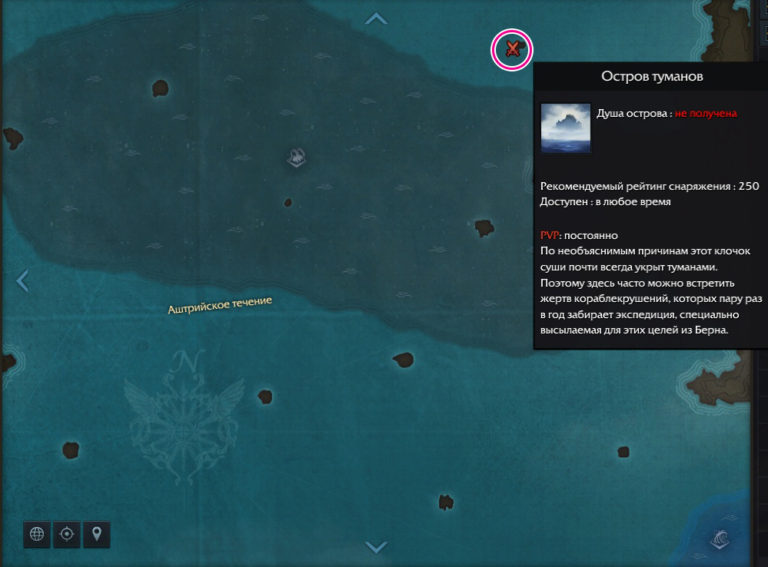 Остров туманов
Душа острова : не получена
Рекомендуемый рейтинг снаряжения : 250
Доступен : в любое время
PVP: постоянно
По необъяснимым причинам этот клочок
суши почти всегда укрыт туманами.
Поэтому здесь часто можно встретить
жертв кораблекрушений, которых пару раз
в год забирает экспедиция, специально
высылаемая для этих целей из Берна.
Аштрийское течение
N